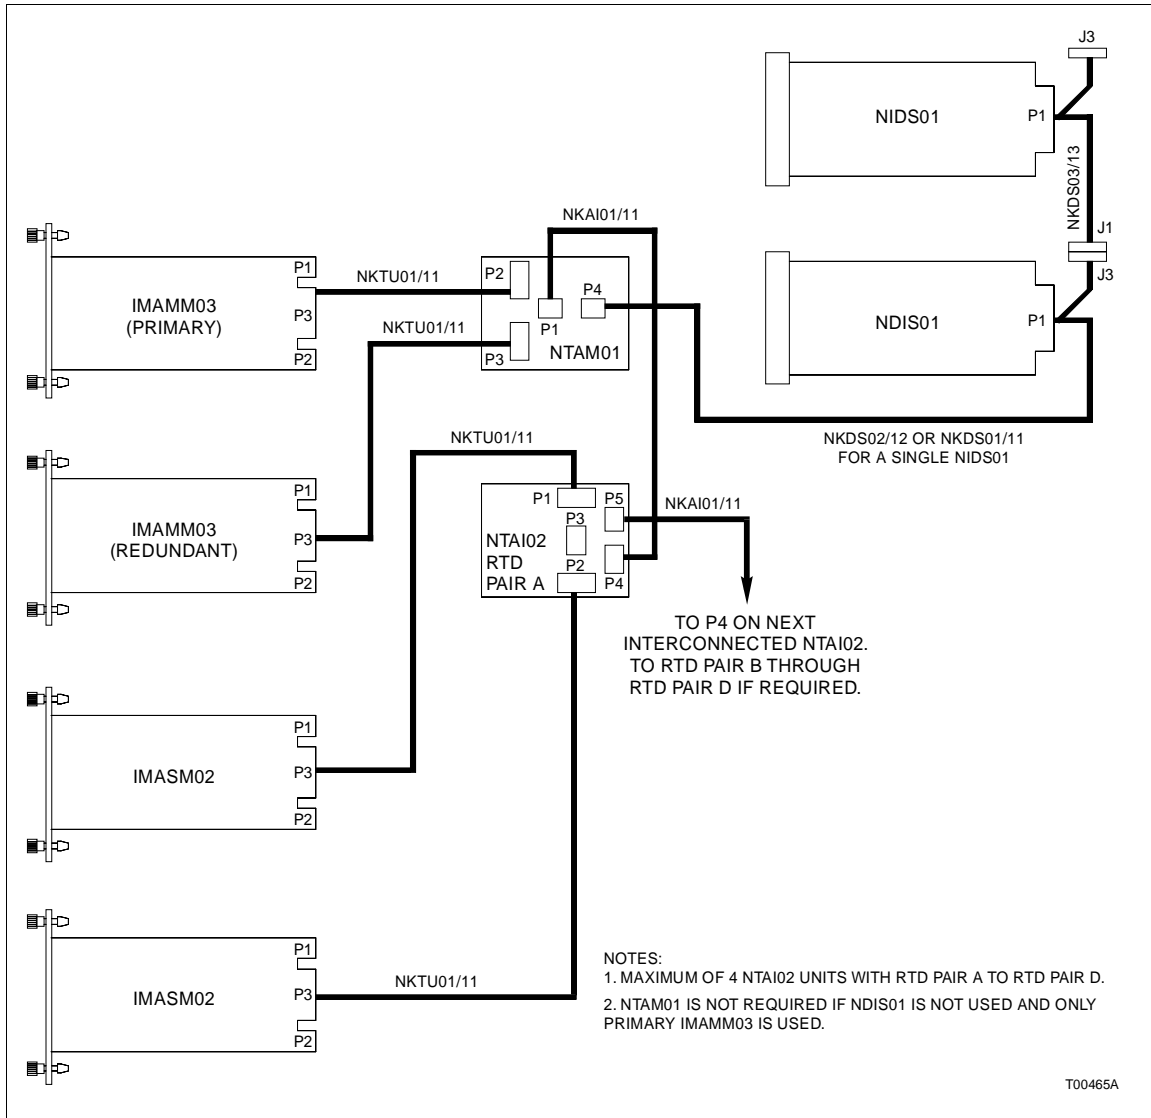 J3
NIDS01
P1
NKDS03/13
J1
J3
NDIS01
P1
NKDS02/12 OR NKDS01/11
FOR A SINGLE NIDS01
NKAI01/11
P1
IMAMM03
(PRIMARY)
P3
P2
NKTU01/11
NKTU01/11
P2
P4
P1
P3
NTAM01
P1
IMAMM03
(REDUNDANT)
P3
P2
NKTU01/11
P1
P5
P3
NTAI02
RTD
PAIR A
P2
P4
NKAI01/11
TO P4 ON NEXT
INTERCONNECTED NTAI02.
TO RTD PAIR B THROUGH
RTD PAIR D IF REQUIRED.
P1
IMASM02
P3
P2
P1
IMASM02
P3
P2
NKTU01/11
NOTES:
1. MAXIMUM OF 4 NTAI02 UNITS WITH RTD PAIR A TO RTD PAIR D.
2. NTAM01 IS NOT REQUIRED IF NDIS01 IS NOT USED AND ONLY
PRIMARY IMAMM03 IS USED.
T00465A